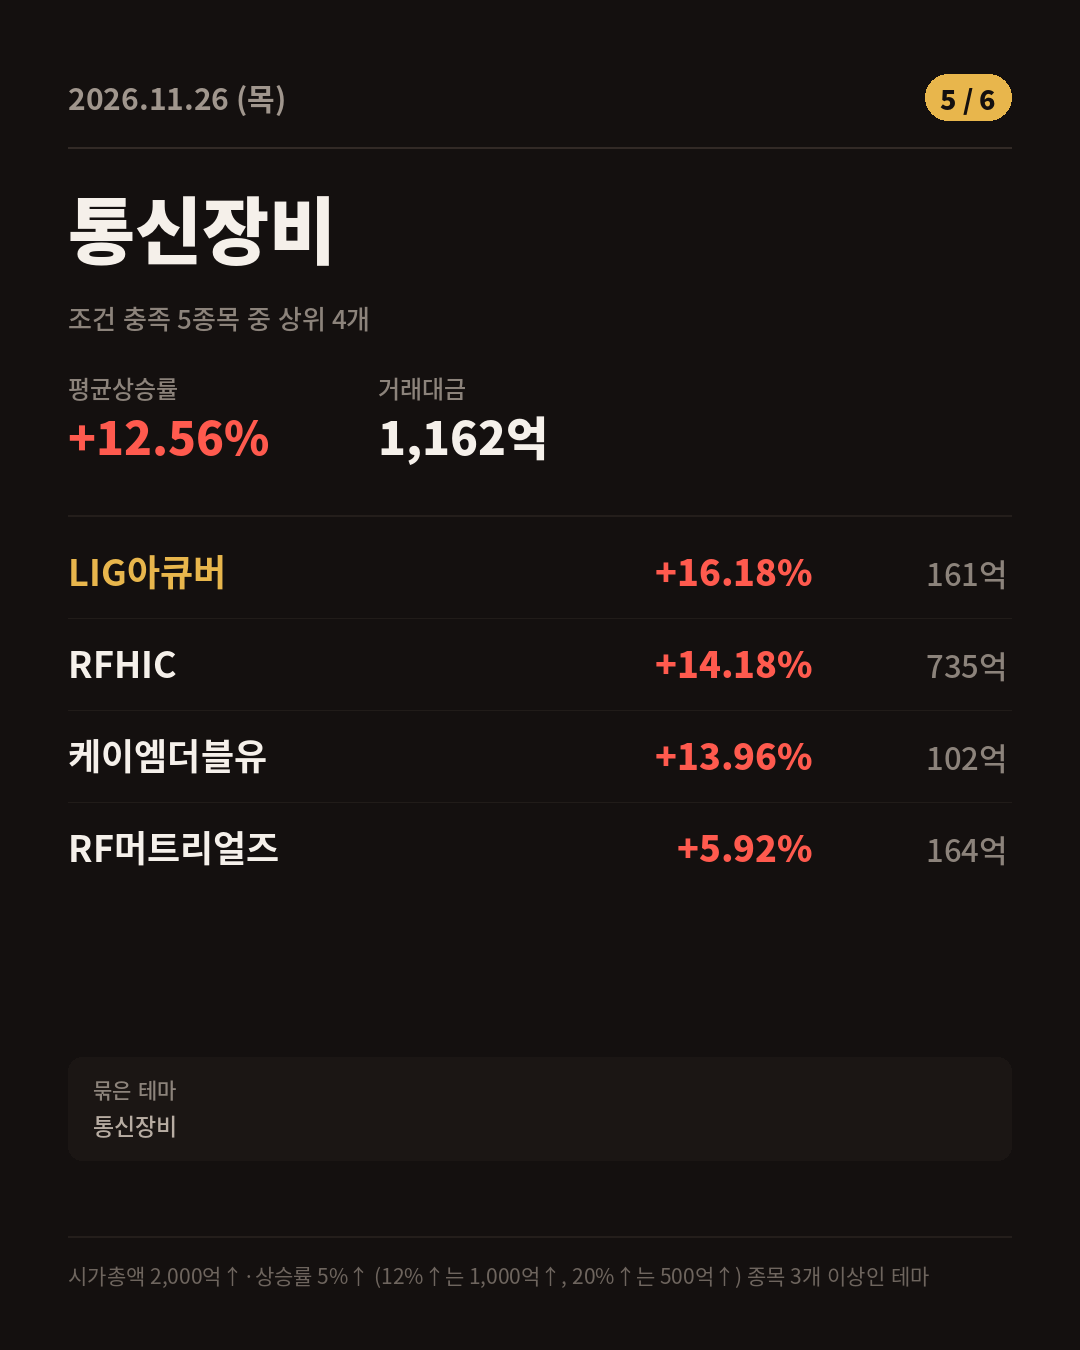 2026.11.26 (목)
5 / 6
통신장비
조건 충족 5종목 중 상위 4개
평균상승률 거래대금
+12.56% 1,162억
LIG아큐버 +16.18% 161억
RFHIC +14.18% 735억
케이엠더블유 +13.96% 102억
RF머트리얼즈 +5.92% 164억
묶은 테마
통신장비
시가총액 2,000억↑ · 상승률 5%↑ (12%↑는 1,000억↑, 20%↑는 500억↑) 종목 3개 이상인 테마